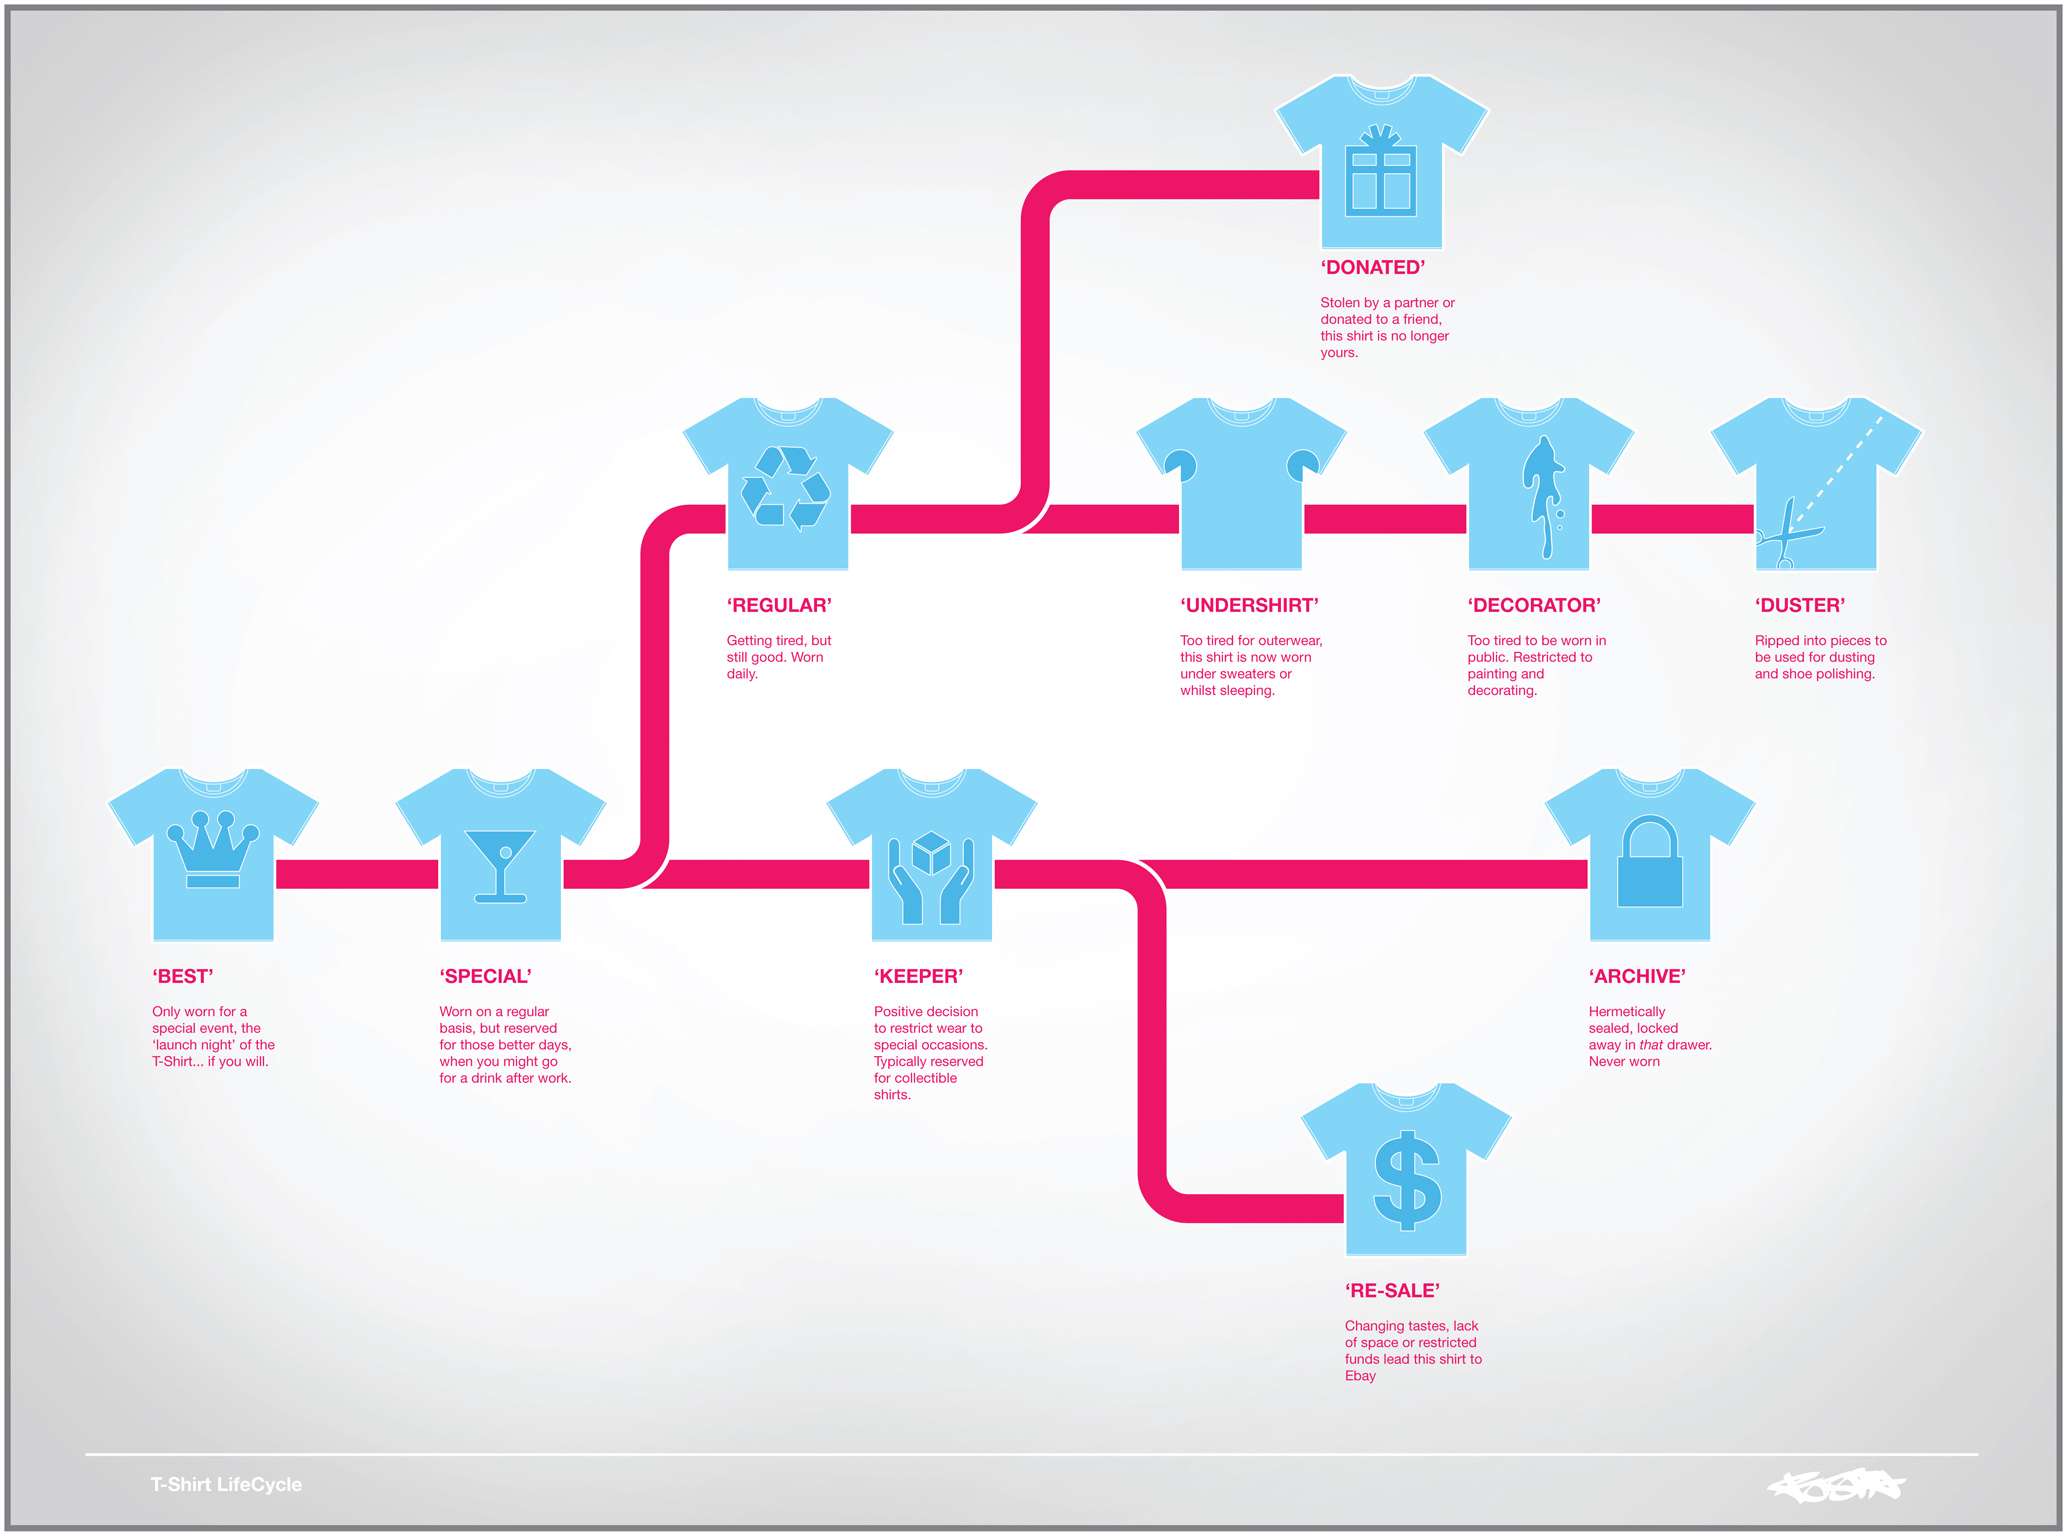 ‘DONATED’
Stolen by a partner or
donated to a friend,
this shirt is no longer
yours.
‘REGULAR’
Getting tired, but
still good. Worn
daily.
‘UNDERSHIRT’
Too tired for outerwear,
this shirt is now worn
under sweaters or
whilst sleeping.
‘DECORATOR’
Too tired to be worn in
public. Restricted to
painting and
decorating.
‘DUSTER’
Ripped into pieces to
be used for dusting
and shoe polishing.
‘BEST’
Only worn for a
special event, the
‘launch night’ of the
T-Shirt... if you will.
‘SPECIAL’
Worn on a regular
basis, but reserved
for those better days,
when you might go
for a drink after work.
‘KEEPER’
Positive decision
to restrict wear to
special occasions.
Typically reserved
for collectible
shirts.
‘ARCHIVE’
Hermetically
sealed, locked
away in that drawer.
Never worn
‘RE-SALE’
Changing tastes, lack
of space or restricted
funds lead this shirt to
Ebay
$
T-Shirt LifeCycle